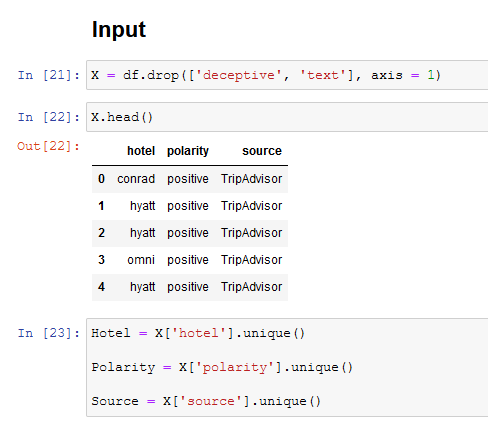 Input
In [21]: X = df.drop(['deceptive', 'text'], axis = 1)
In [22]: X.head()
Out[22]:
hotel polarity source
0 conrad positive TripAdvisor
1 hyatt positive TripAdvisor
2 hyatt positive TripAdvisor
3 omni positive TripAdvisor
4 hyatt positive TripAdvisor
In [23]: Hotel = X['hotel'].unique()
Polarity = X['polarity'].unique()
Source = X['source'].unique()